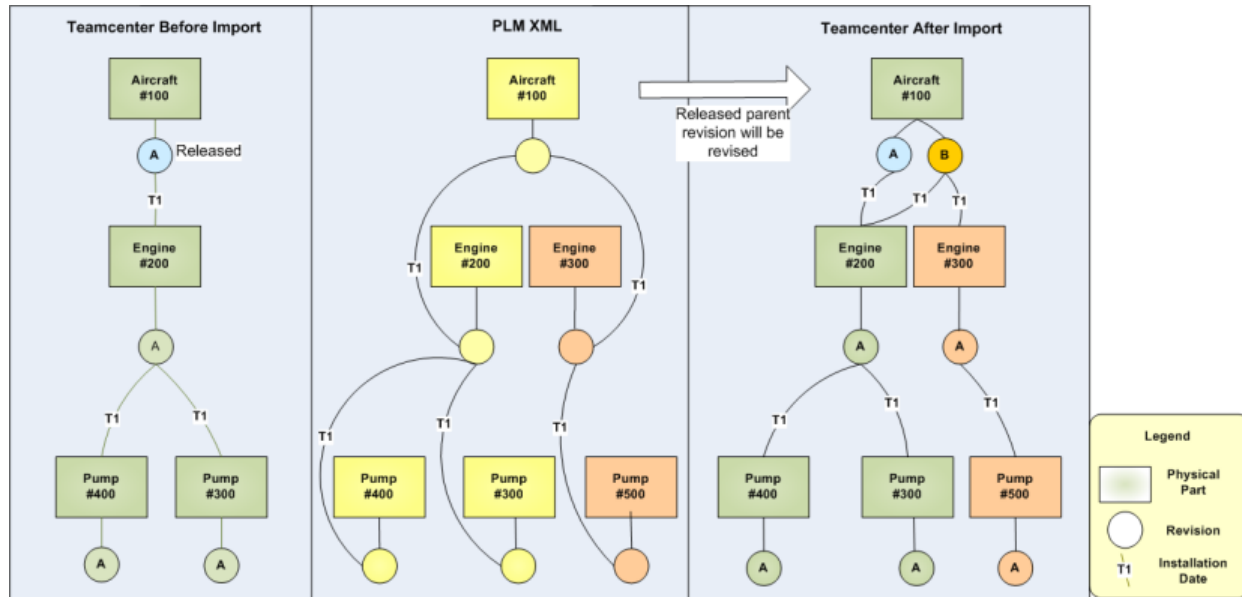 Teamcenter Before Import
PLM XML
Teamcenter After Import
Aircraft
#100
A
Released
T1
Engine
#200
A
T1
T1
Pump
#400
Pump
#300
A
A
Aircraft
#100
Engine
#200
Engine
#300
T1
T1
T1
T1
T1
Pump
#400
Pump
#300
Pump
#500
Released parent
revision will be
revised
Aircraft
#100
A
B
T1
T1
T1
Engine
#200
Engine
#300
A
A
T1
T1
T1
Pump
#400
Pump
#300
Pump
#500
A
A
A
Legend
Physical
Part
Revision
T1
Installation
Date